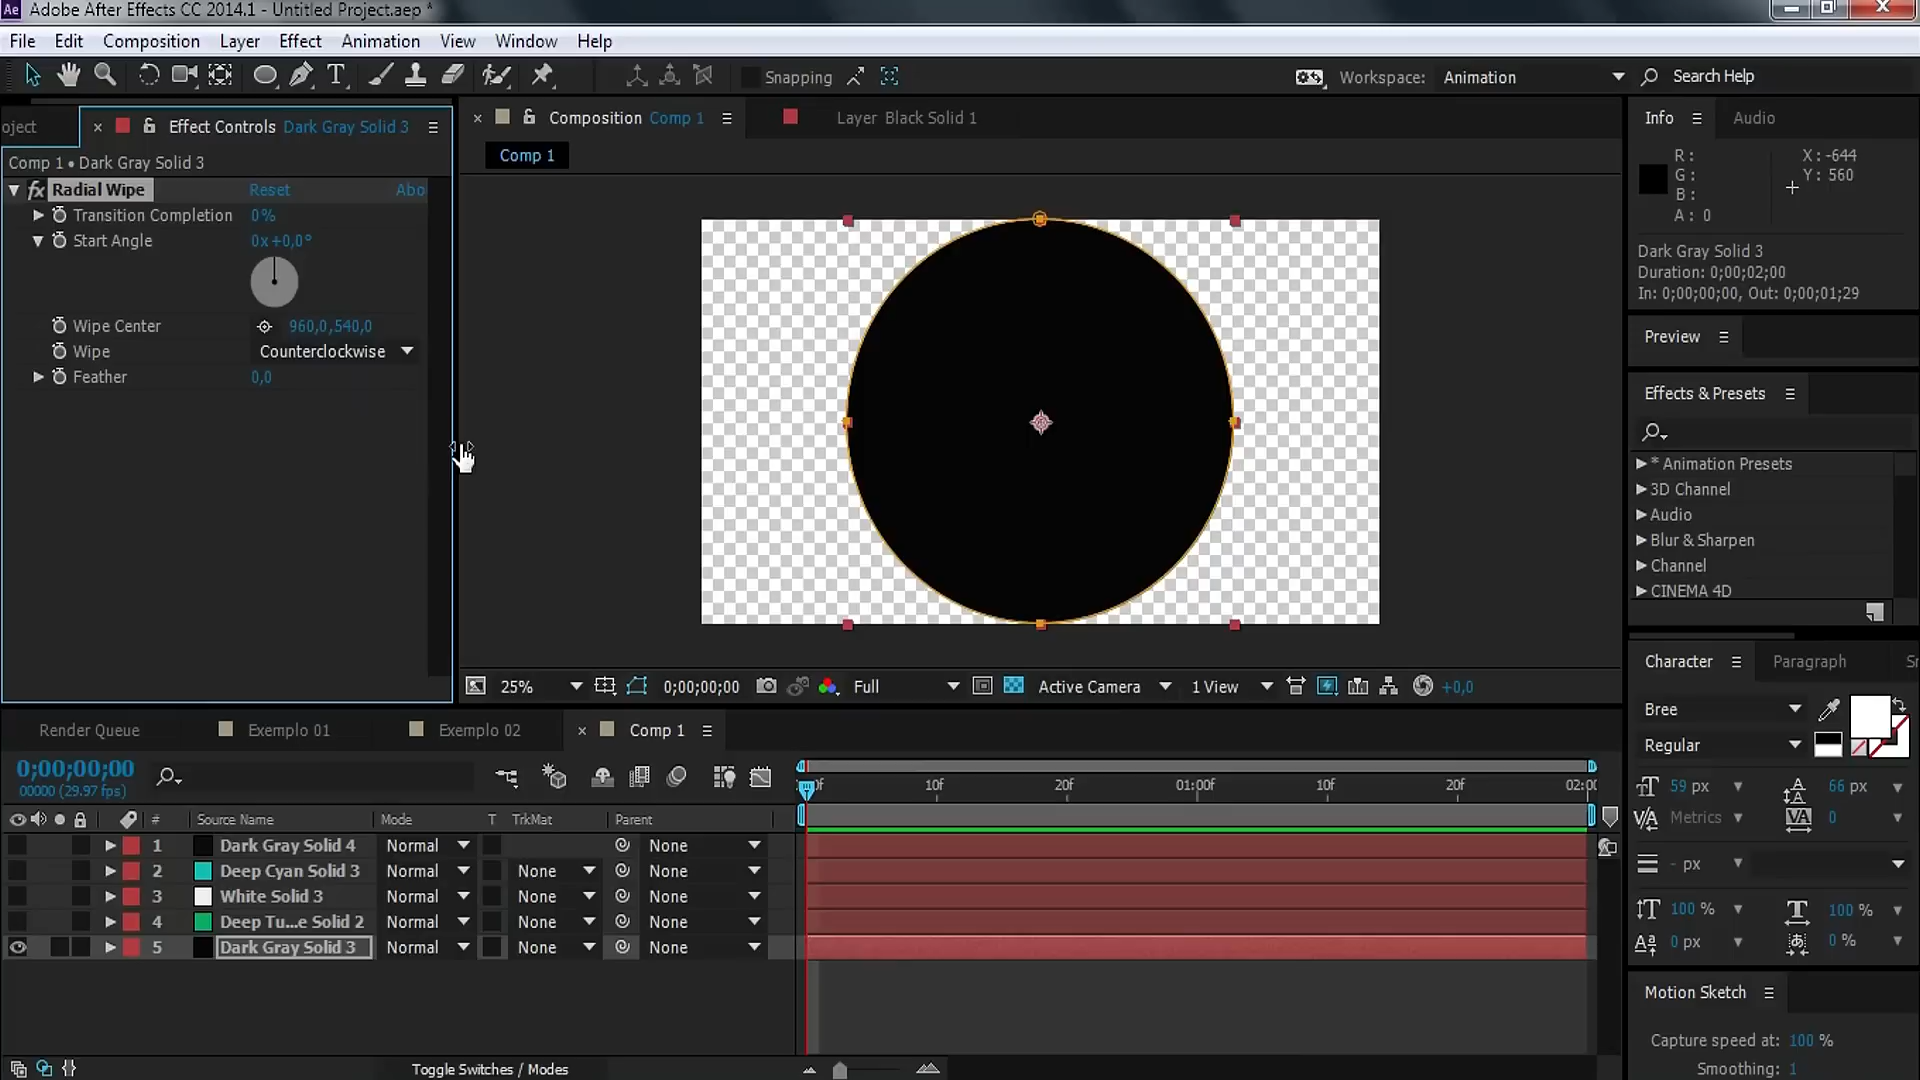 Ae Adobe After Effects CC 2014.1 - Untitled Project.aep *
File Edit Composition Layer Effect Animation View Window Help
T Snapping Workspace: Animation Search Help
oject × Effect Controls Dark Gray Solid 3
Comp 1 • Dark Gray Solid 3
fx Radial Wipe Reset Abo
Transition Completion 0%
Start Angle 0x+0,0°
Wipe Center 960,0,540,0
Wipe Counterclockwise
Feather 0,0
× Composition Comp 1 Layer Black Solid 1
Comp 1
25% 0;00;00;00 Full Active Camera 1 View +0,0
Info Audio
R: X: -644
G: Y: 560
B:
A: 0
Dark Gray Solid 3
Duration: 0;00;02;00
In: 0;00;00;00, Out: 0;00;01;29
Preview
Effects & Presets
* Animation Presets
3D Channel
Audio
Blur & Sharpen
Channel
CINEMA 4D
Character Paragraph
Bree
Regular
59 px 66 px
Metrics 0
- px
100 % 100 %
0 px 0 %
Motion Sketch
Capture speed at: 100 %
Smoothing: 1
Render Queue Exemplo 01 Exemplo 02 × Comp 1
0;00;00;00
00000 (29.97 fps)
10f 20f 01:00f 10f 20f 02:00
# Source Name Mode T TrkMat Parent
1 Dark Gray Solid 4 Normal None
2 Deep Cyan Solid 3 Normal None None
3 White Solid 3 Normal None None
4 Deep Tu...e Solid 2 Normal None None
5 Dark Gray Solid 3 Normal None None
Toggle Switches / Modes